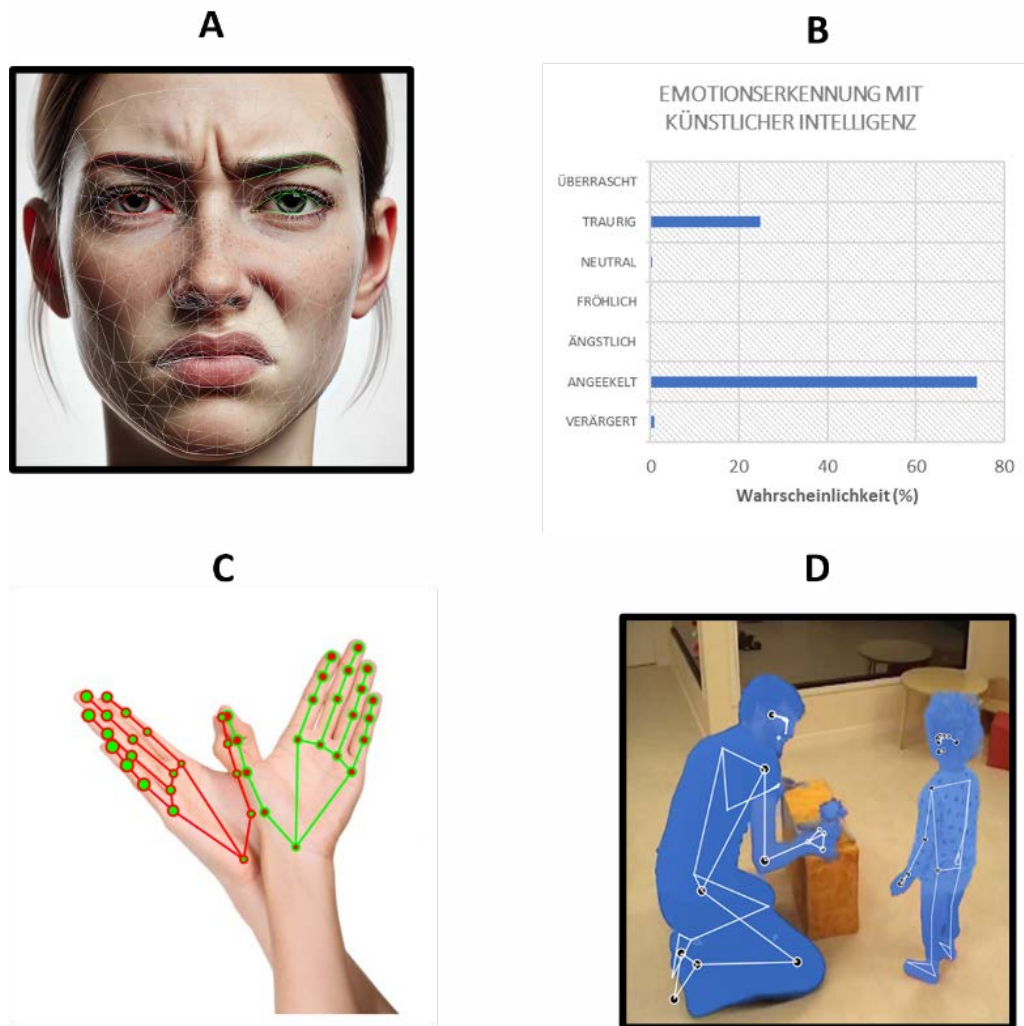 A
B
EMOTIONSERKENNUNG MIT
KÜNSTLICHER INTELLIGENZ
ÜBERRASCHT
TRAURIG
NEUTRAL
FRÖHLICH
ÄNGSTLICH
ANGEEKELT
VERÄRGERT
0 20 40 60 80
Wahrscheinlichkeit (%)
C
D